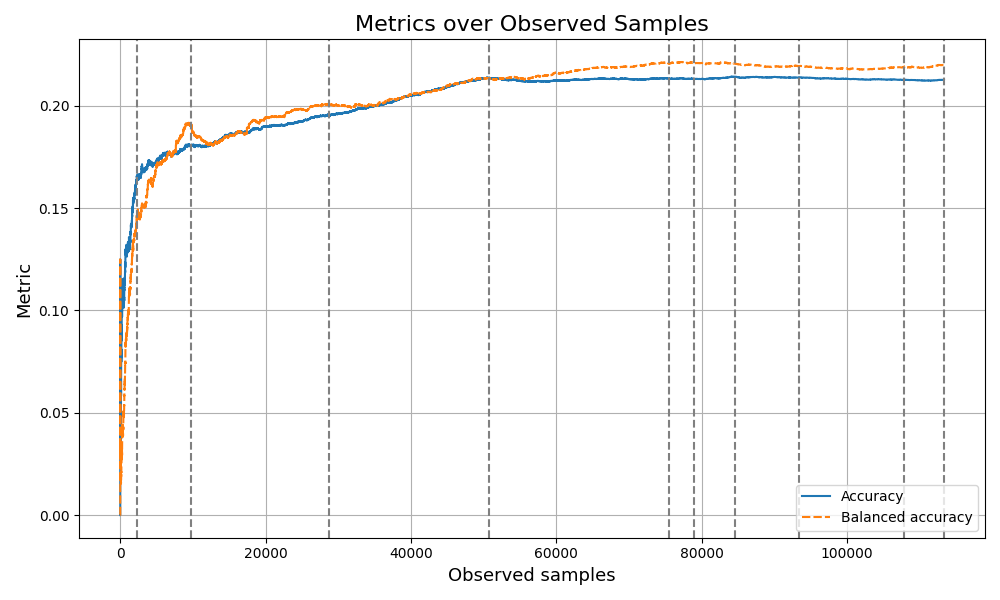 Metrics over Observed Samples
Metric
0.20
0.15
0.10
0.05
0.00
0
20000
40000
60000
80000
100000
Observed samples
Accuracy
Balanced accuracy